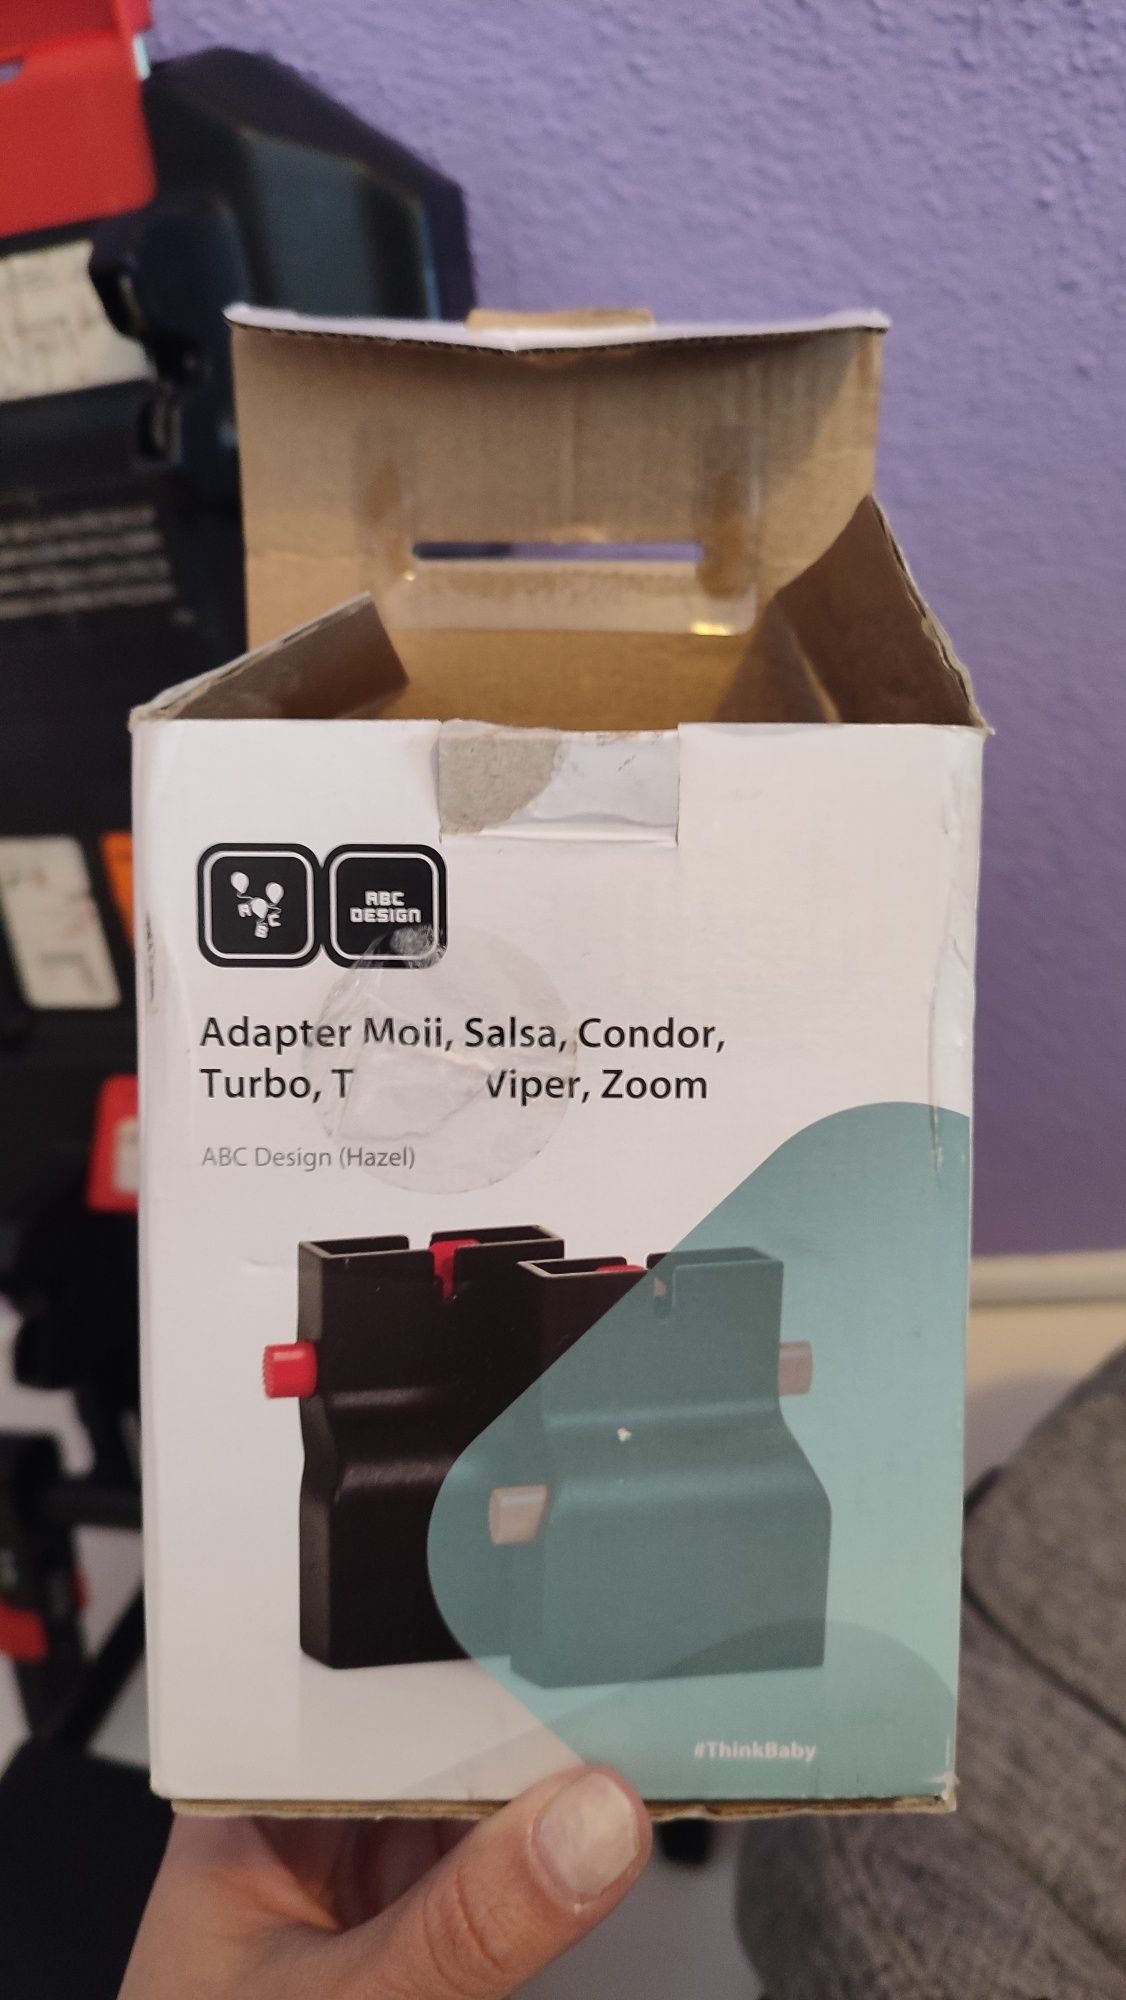 A B C
ABC
DESIGN
Adapter Moii, Salsa, Condor,
Turbo, T Viper, Zoom
ABC Design (Hazel)
#ThinkBaby